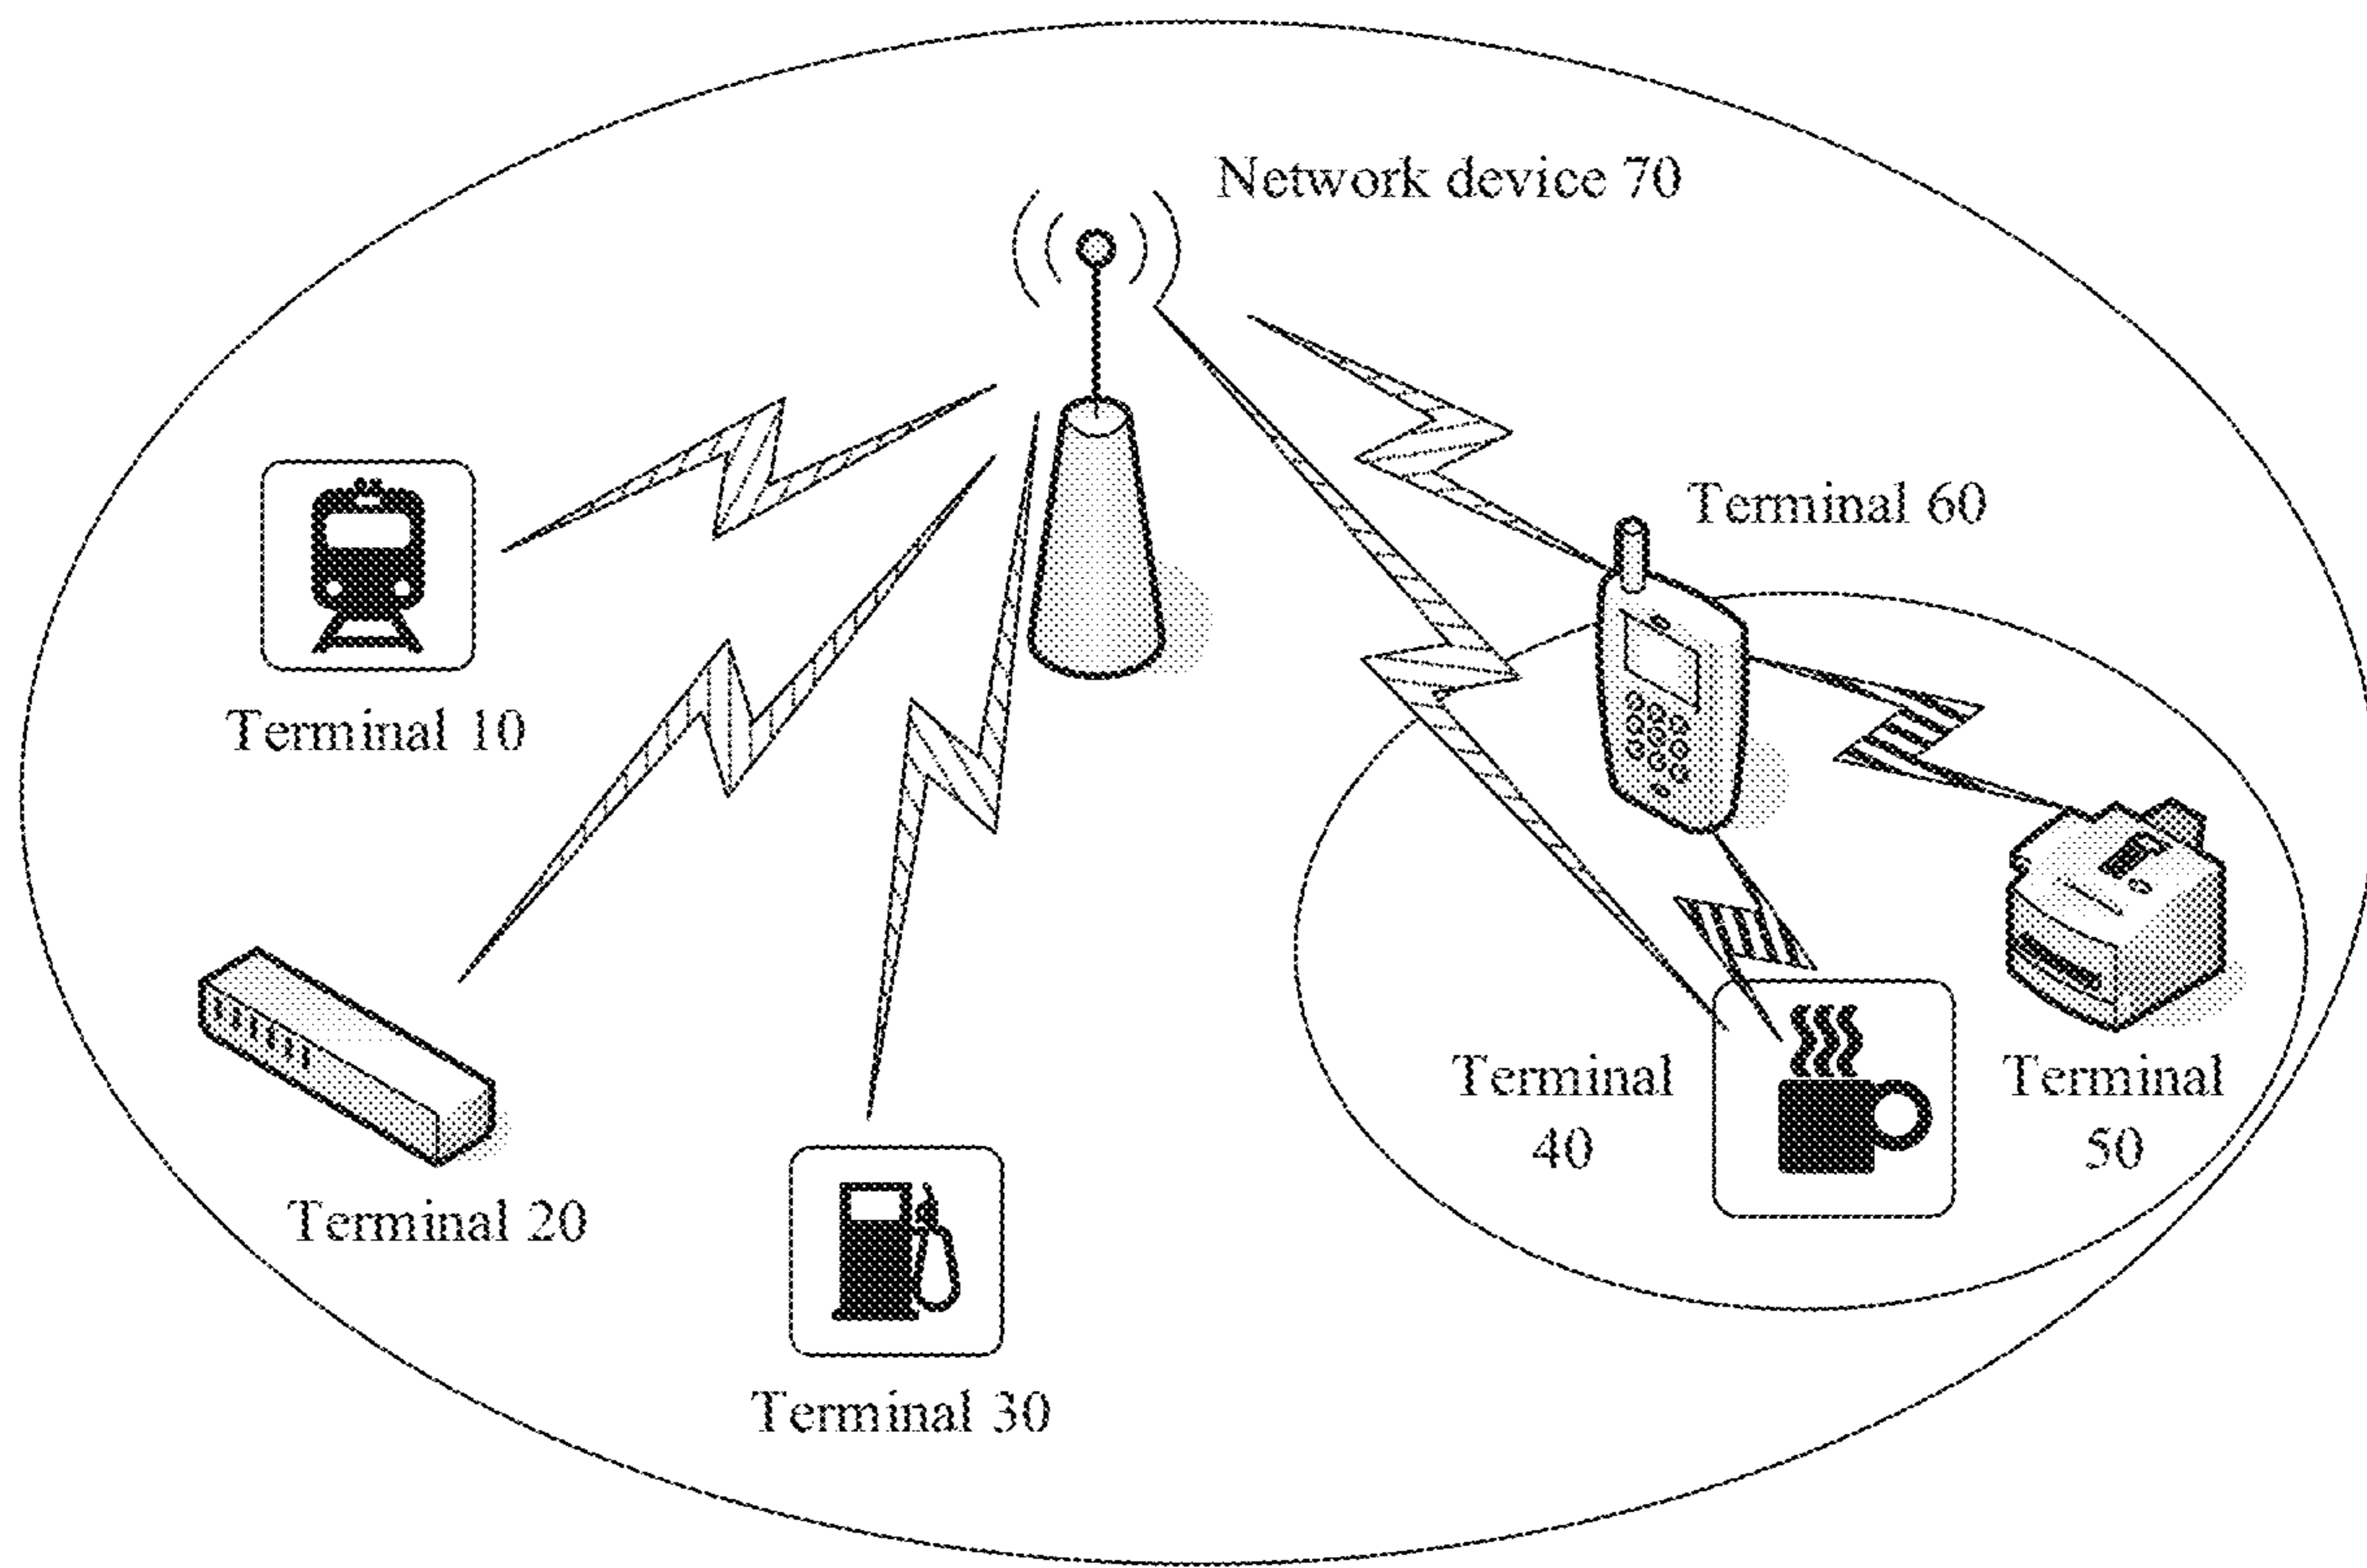 Network device 70
Terminal 60
Terminal 10
Terminal
40
Terminal
50
Terminal 20
Terminal 30